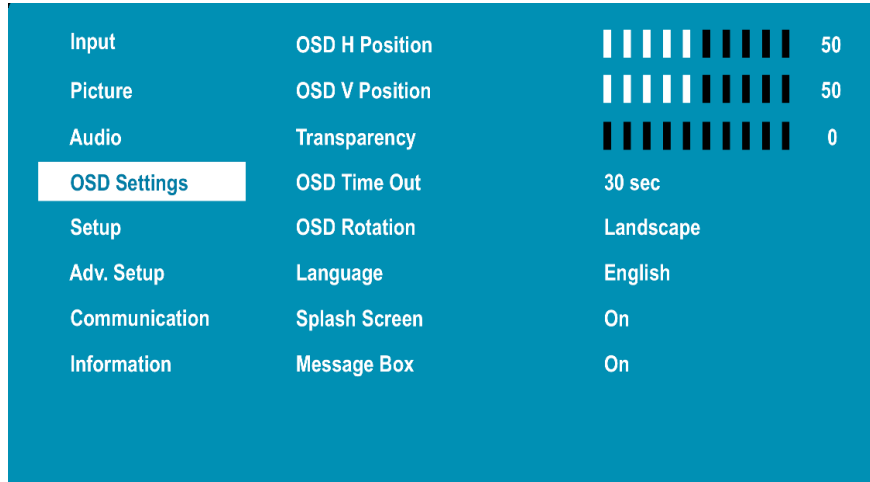 Input OSD H Position 50
Picture OSD V Position 50
Audio Transparency 0
OSD Settings OSD Time Out 30 sec
Setup OSD Rotation Landscape
Adv. Setup Language English
Communication Splash Screen On
Information Message Box On